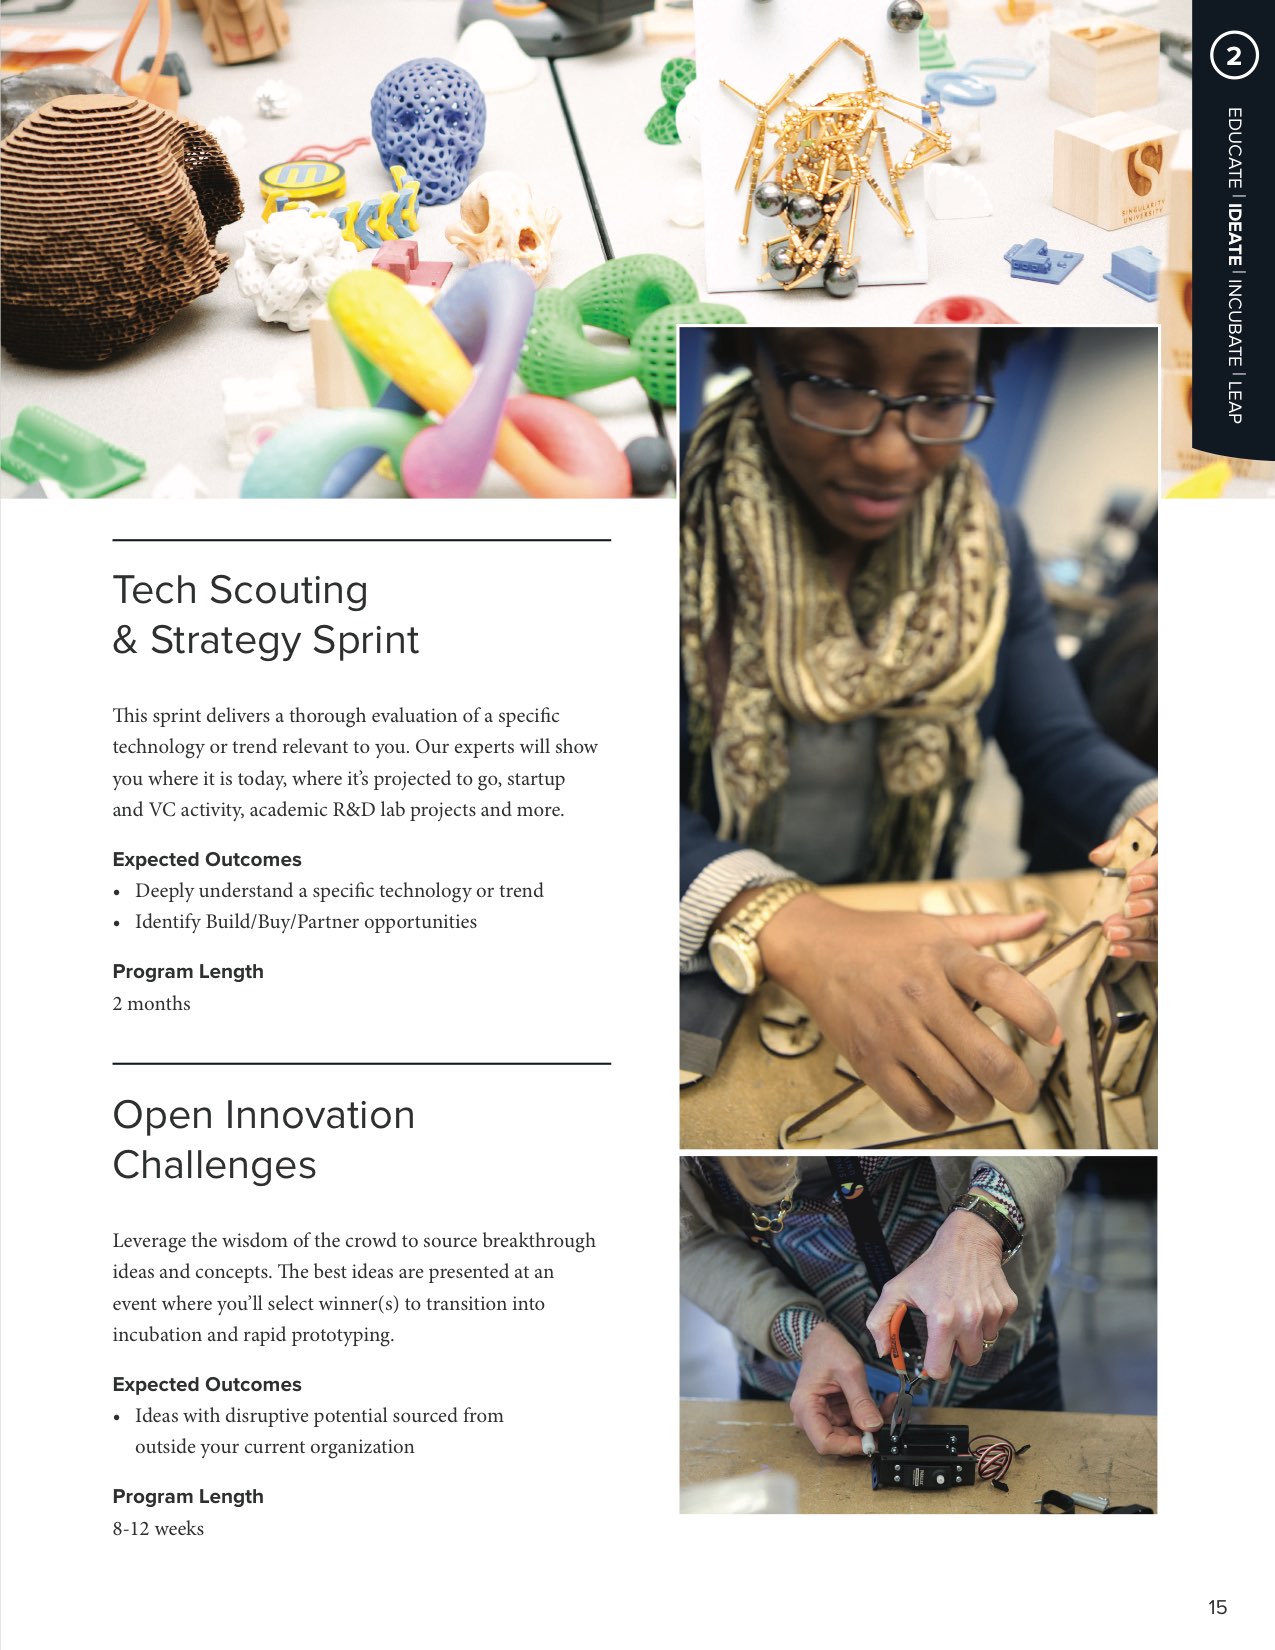 2
EDUCATE | IDEATE | INCUBATE | LEAP
SINGULARITY
UNIVERSITY
Tech Scouting
& Strategy Sprint
This sprint delivers a thorough evaluation of a specific
technology or trend relevant to you. Our experts will show
you where it is today, where it’s projected to go, startup
and VC activity, academic R&D lab projects and more.
Expected Outcomes
• Deeply understand a specific technology or trend
• Identify Build/Buy/Partner opportunities
Program Length
2 months
Open Innovation
Challenges
Leverage the wisdom of the crowd to source breakthrough
ideas and concepts. The best ideas are presented at an
event where you’ll select winner(s) to transition into
incubation and rapid prototyping.
Expected Outcomes
• Ideas with disruptive potential sourced from
outside your current organization
Program Length
8-12 weeks
15